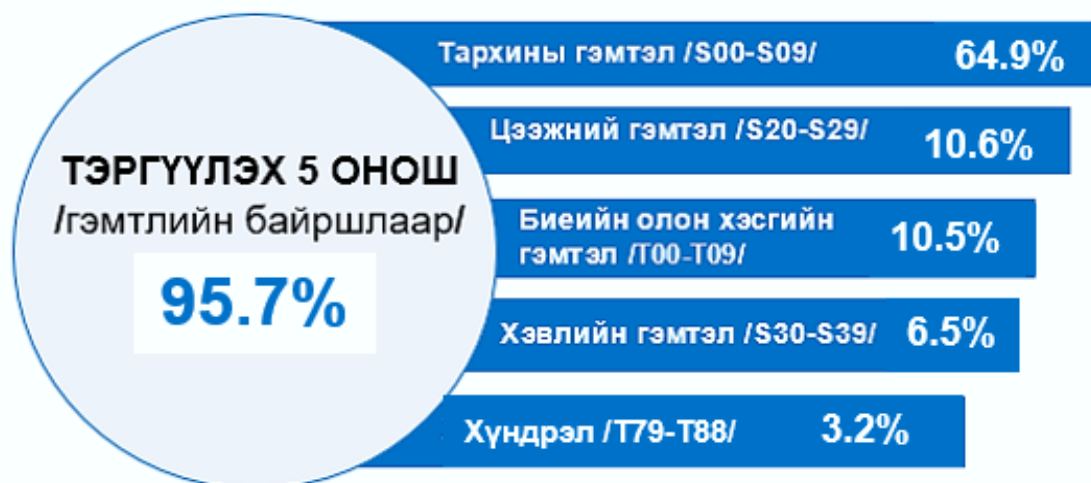 ТЭРГҮҮЛЭХ 5 ОНОШ
/гэмтлийн байршлаар/
95.7%
Тархины гэмтэл /S00-S09/ 64.9%
Цээжний гэмтэл /S20-S29/ 10.6%
Биеийн олон хэсгийн
гэмтэл /T00-T09/ 10.5%
Хэвлийн гэмтэл /S30-S39/ 6.5%
Хүндрэл /T79-T88/ 3.2%